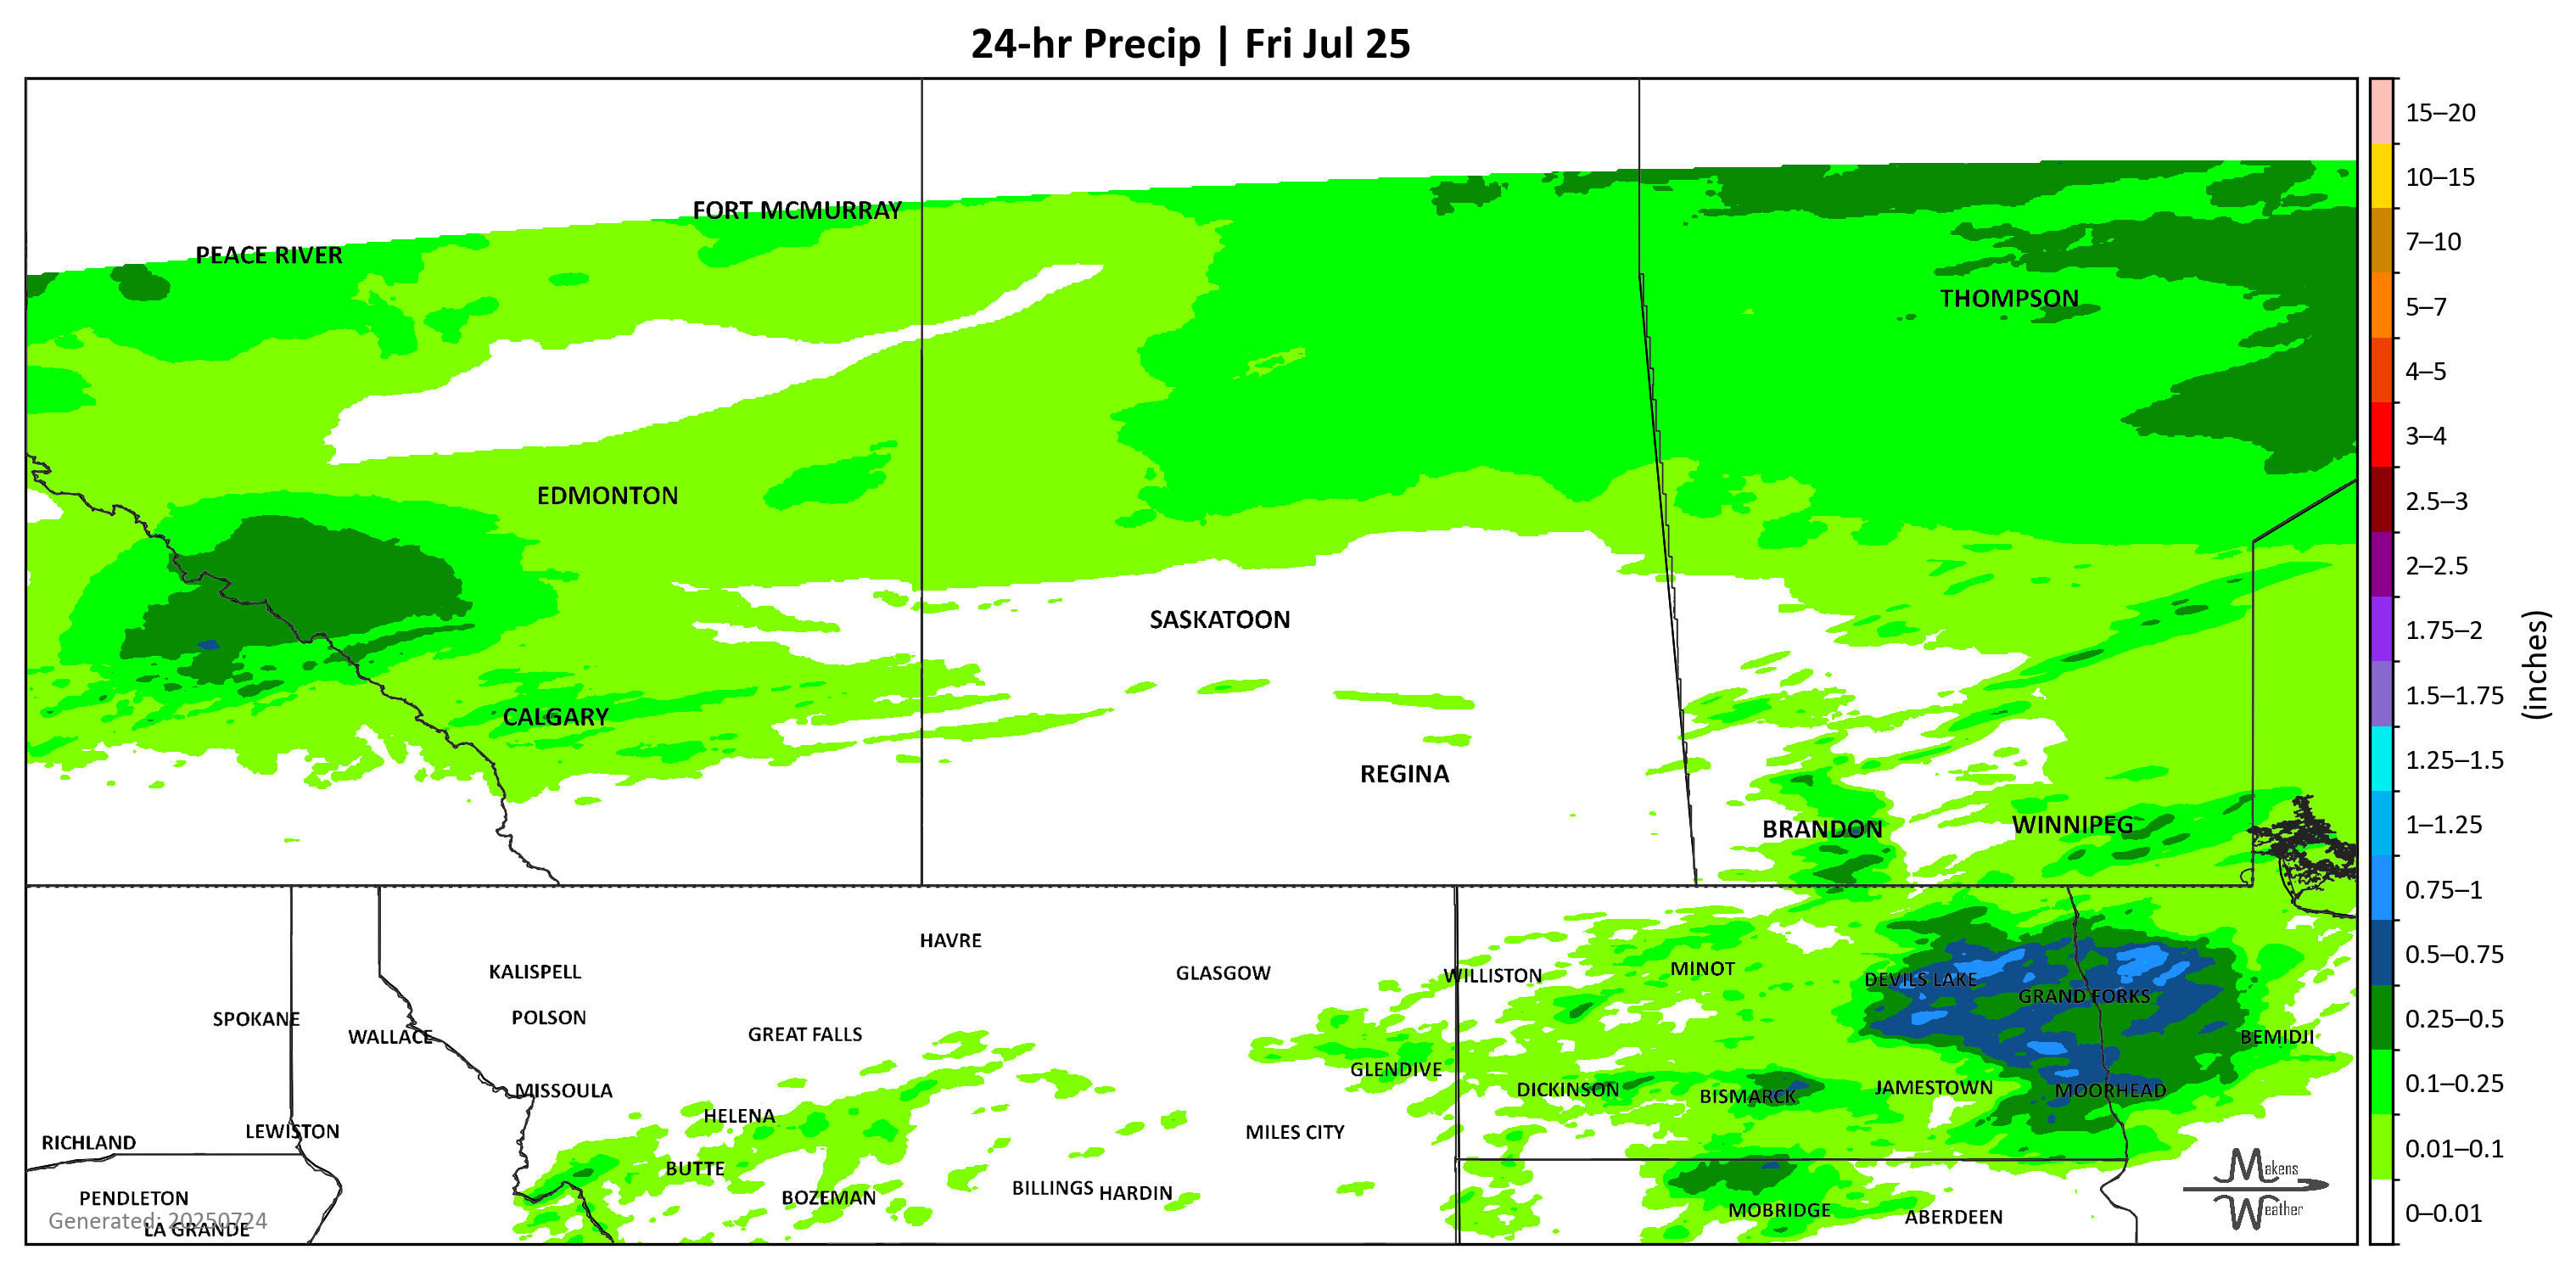 24-hr Precip | Fri Jul 25
FORT MCMURRAY
PEACE RIVER
THOMPSON
EDMONTON
SASKATOON
CALGARY
REGINA
BRANDON
WINNIPEG
HAVRE
KALISPELL
GLASGOW
WILLISTON
MINOT
DEVILS LAKE
GRAND FORKS
SPOKANE
POLSON
WALLACE
GREAT FALLS
BEMIDJI
GLENDIVE
MISSOULA
DICKINSON
BISMARCK
JAMESTOWN
MOORHEAD
HELENA
RICHLAND
LEWISTON
MILES CITY
BUTTE
PENDLETON
BOZEMAN
BILLINGS
HARDIN
MOBRIDGE
ABERDEEN
Generated: 20250724
LA GRANDE
Makens
Weather
15–20
10–15
7–10
5–7
4–5
3–4
2.5–3
2–2.5
1.75–2
1.5–1.75
1.25–1.5
1–1.25
0.75–1
0.5–0.75
0.25–0.5
0.1–0.25
0.01–0.1
0–0.01
(inches)